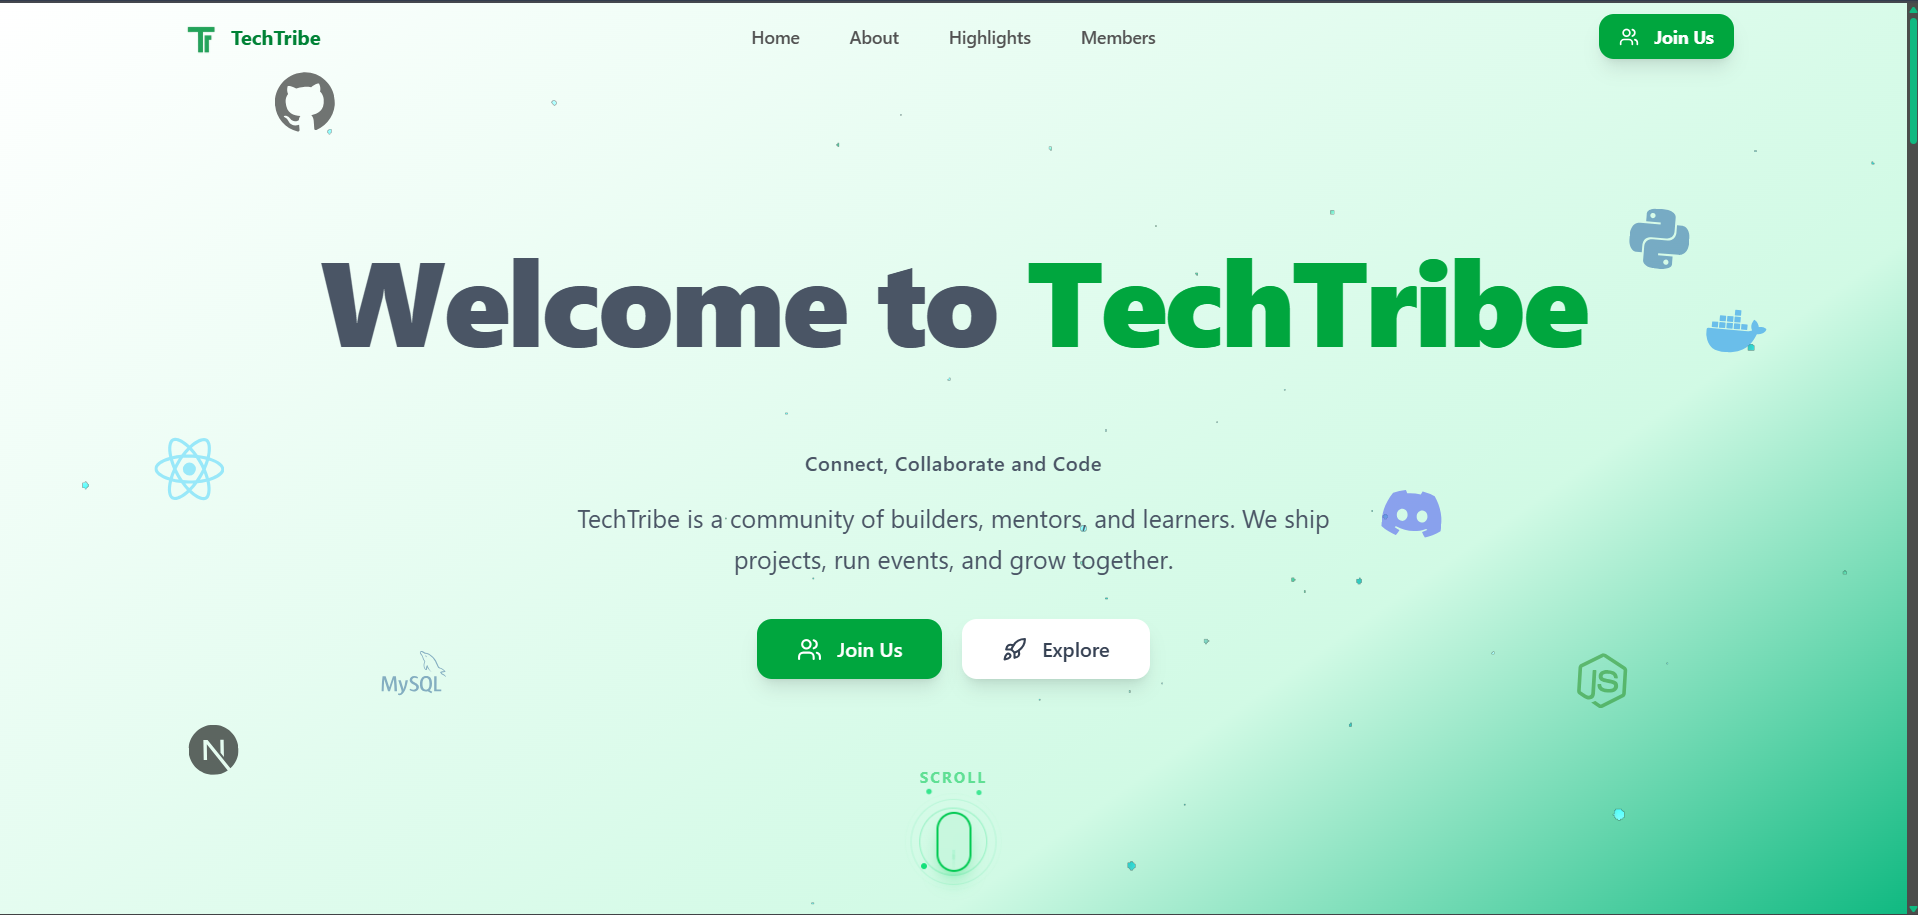 TechTribe
Home
About
Highlights
Members
Join Us
Welcome to TechTribe
Connect, Collaborate and Code
TechTribe is a community of builders, mentors, and learners. We ship
projects, run events, and grow together.
Join Us
Explore
MySQL
N
JS
SCROLL